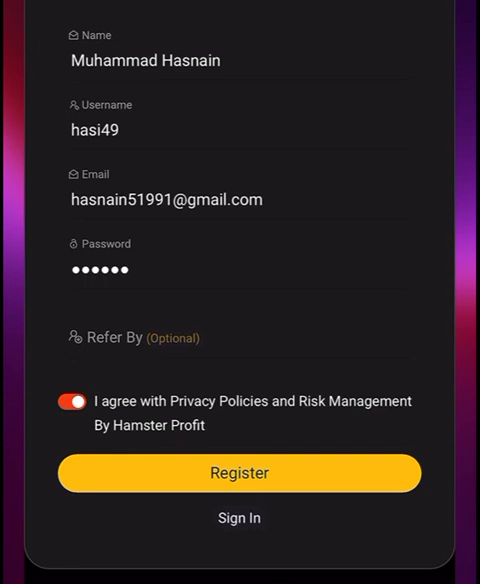 Name
Muhammad Hasnain
Username
hasi49
Email
hasnain51991@gmail.com
Password
Refer By (Optional)
I agree with Privacy Policies and Risk Management
By Hamster Profit
Register
Sign In